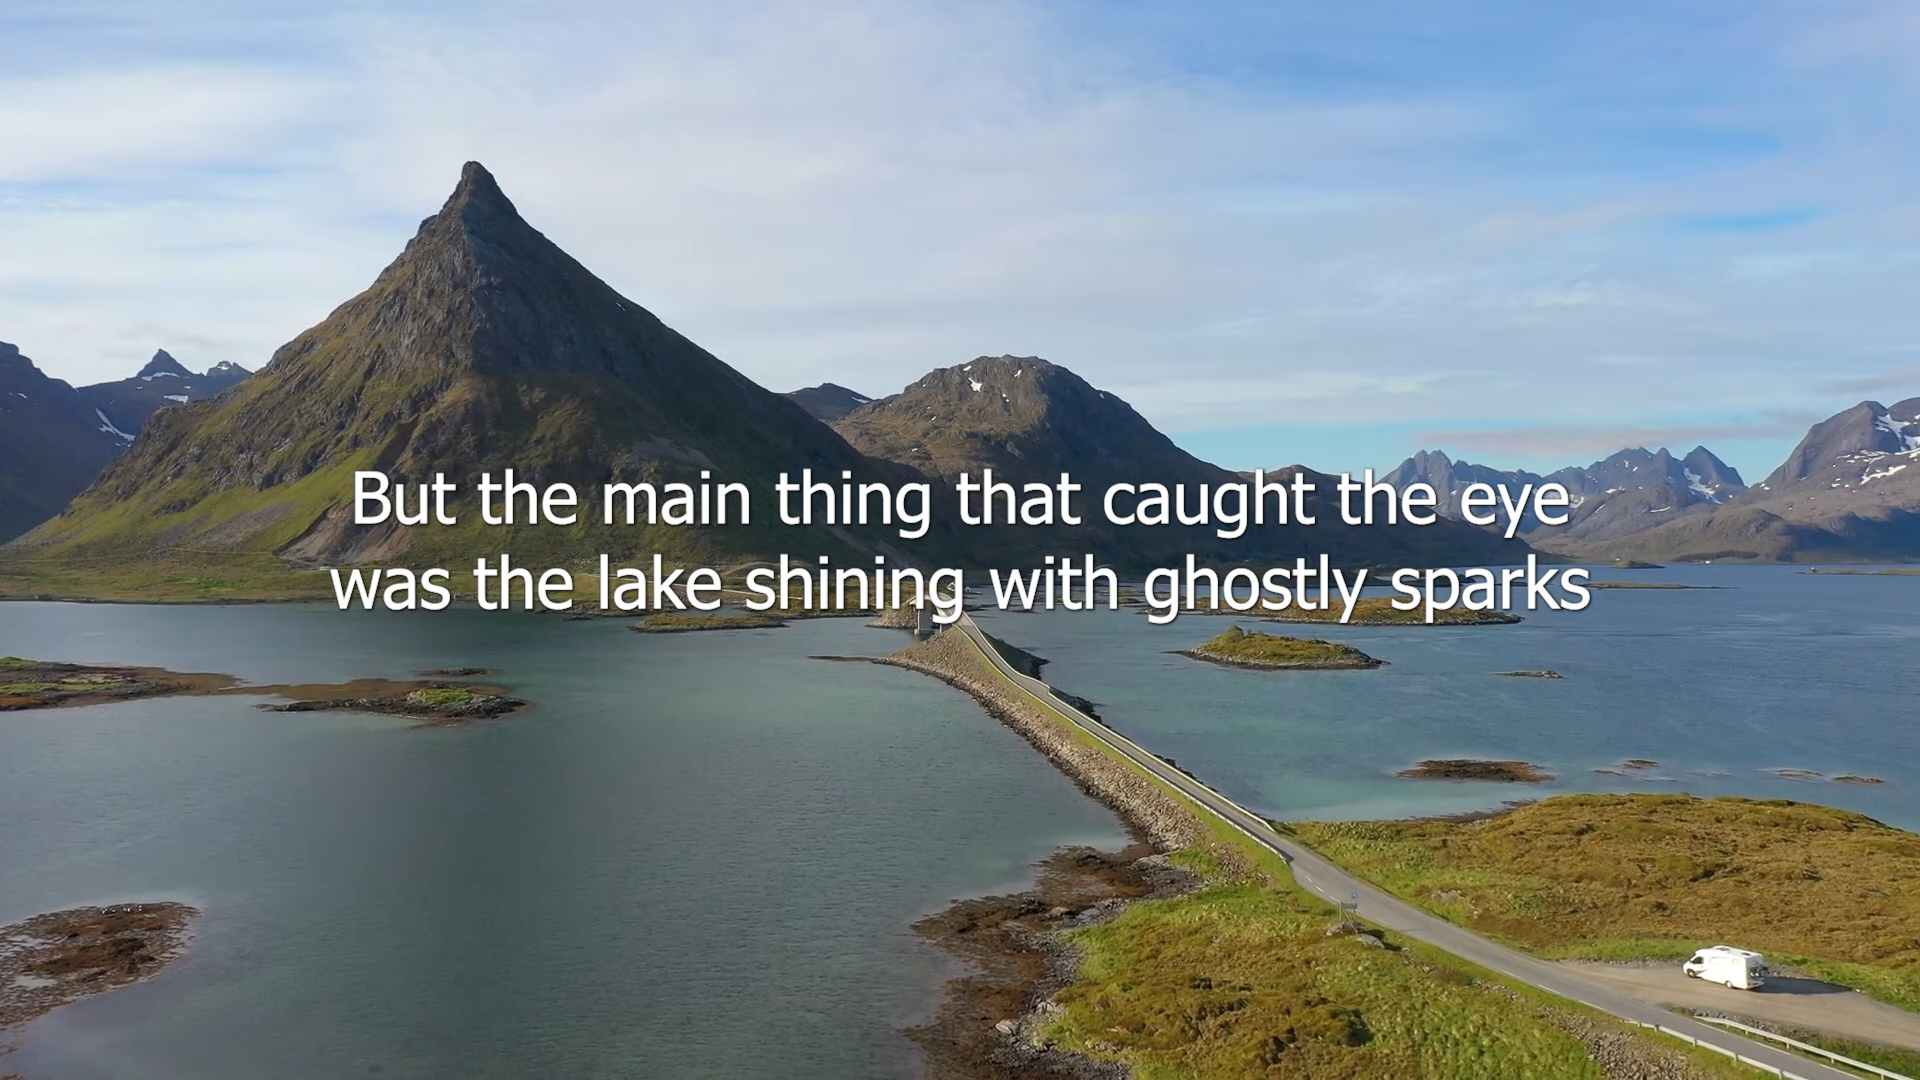 But the main thing that caught the eye
was the lake shining with ghostly sparks